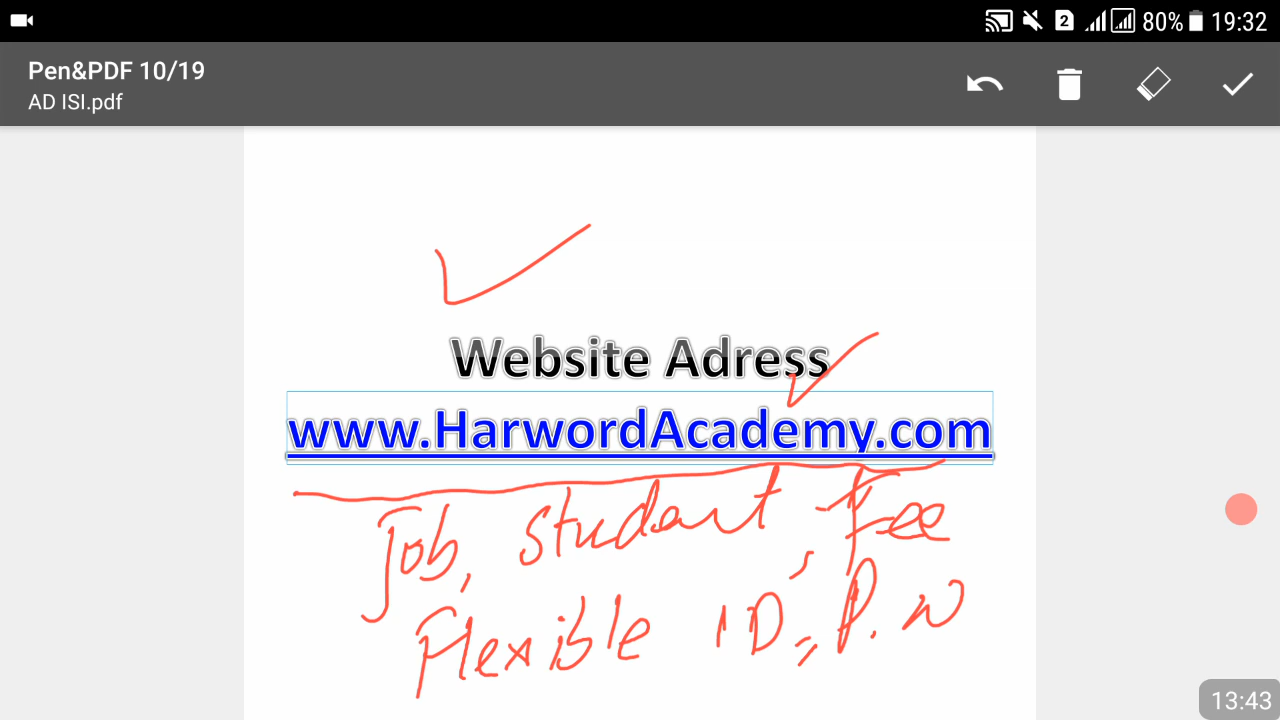 2 80% 19:32
Pen&PDF 10/19
AD ISI.pdf
Website Adress
www.HarwordAcademy.com
Job, Student, Fee
Flexible ID, P.W
13:43